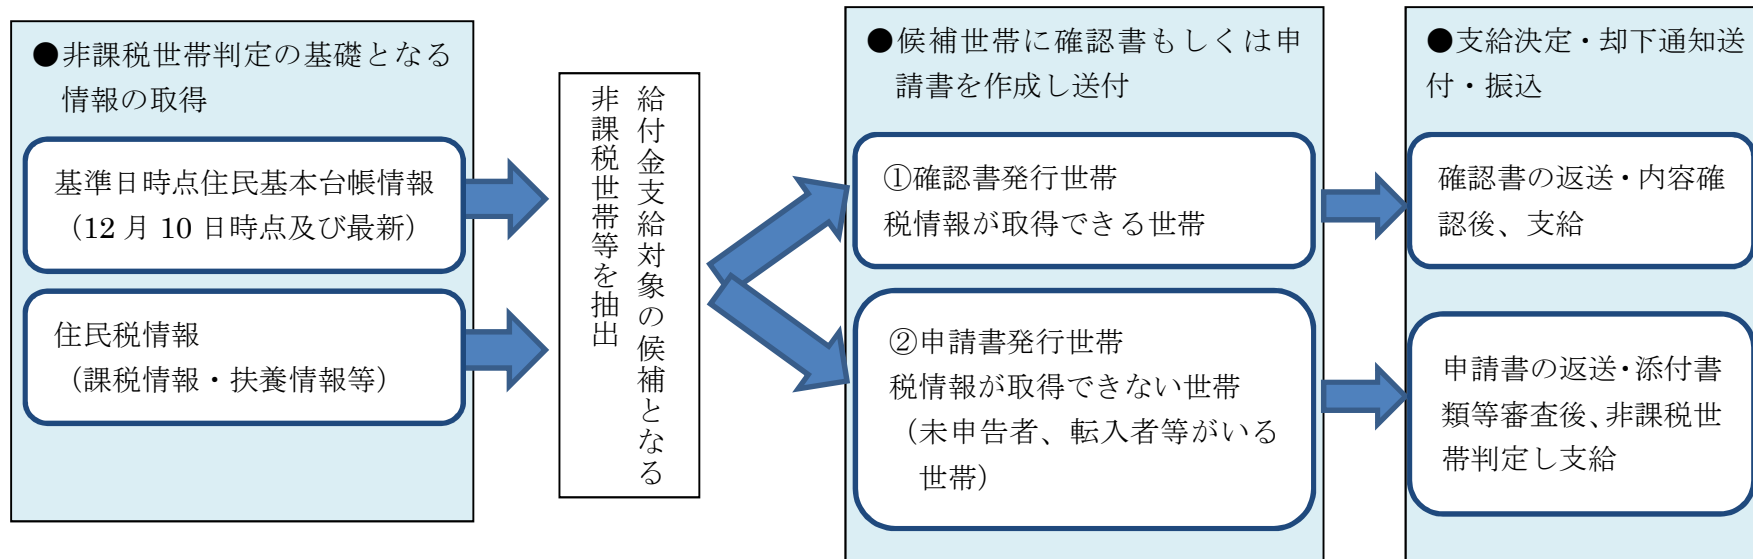 ●非課税世帯判定の基礎となる
情報の取得
基準日時点住民基本台帳情報
（12 月 10 日時点及び最新）
住民税情報
（課税情報・扶養情報等）
給付金支給対象の候補となる
非課税世帯等を抽出
●候補世帯に確認書もしくは申
請書を作成し送付
①確認書発行世帯
税情報が取得できる世帯
②申請書発行世帯
税情報が取得できない世帯
（未申告者、転入者等がいる
世帯）
●支給決定・却下通知送
付・振込
確認書の返送・内容確
認後、支給
申請書の返送・添付書
類等審査後、非課税世
帯判定し支給